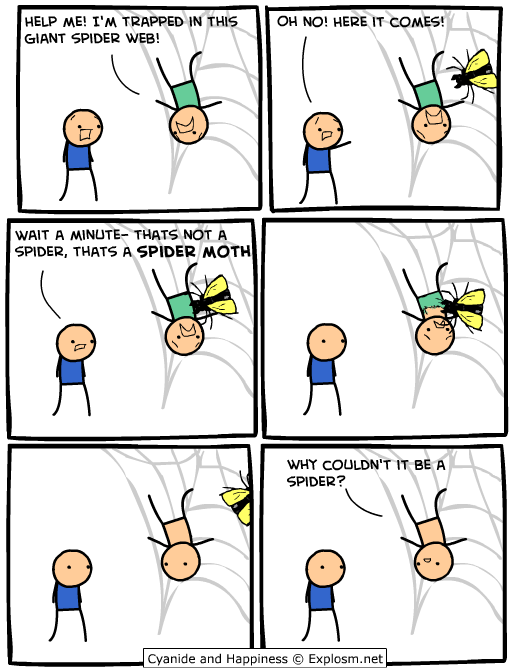 HELP ME! I'M TRAPPED IN THIS
GIANT SPIDER WEB!
OH NO! HERE IT COMES!
WAIT A MINUTE- THATS NOT A
SPIDER, THATS A SPIDER MOTH
WHY COULDN'T IT BE A
SPIDER?
Cyanide and Happiness © Explosm.net